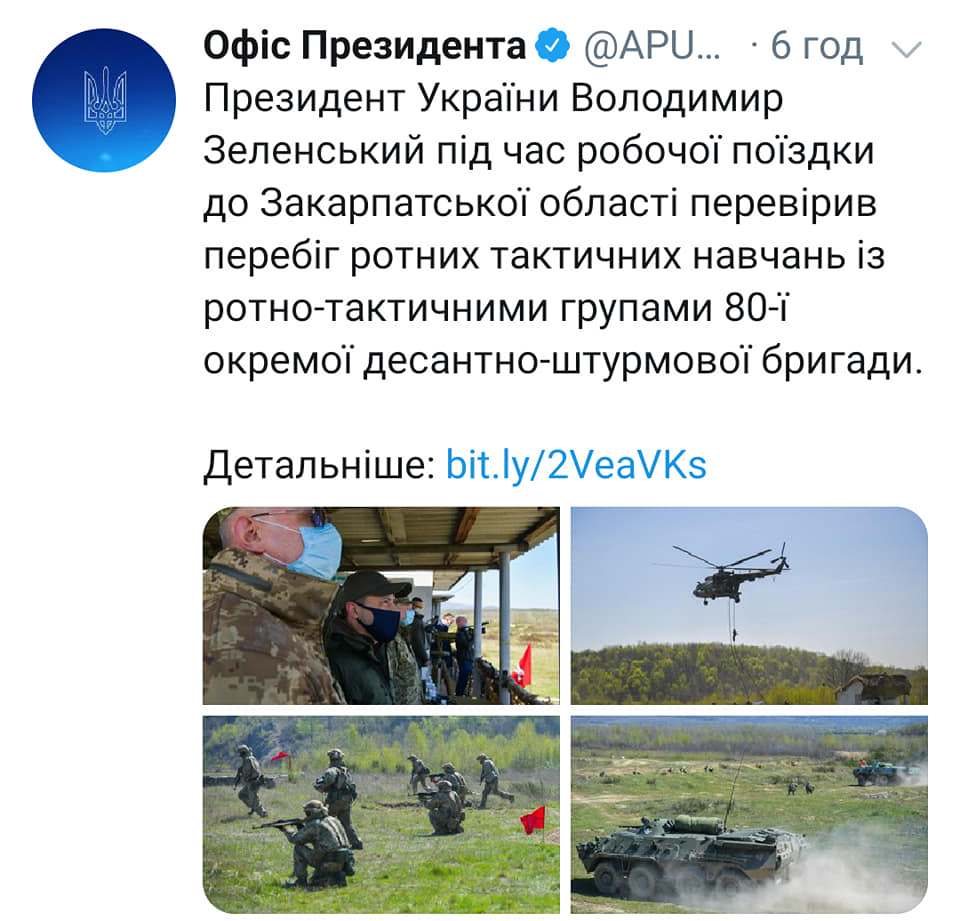 Офіс Президента @APU... · 6 год
Президент України Володимир
Зеленський під час робочої поїздки
до Закарпатської області перевірив
перебіг ротних тактичних навчань із
ротно-тактичними групами 80-ї
окремої десантно-штурмової бригади.
Детальніше: bit.ly/2VeaVKs